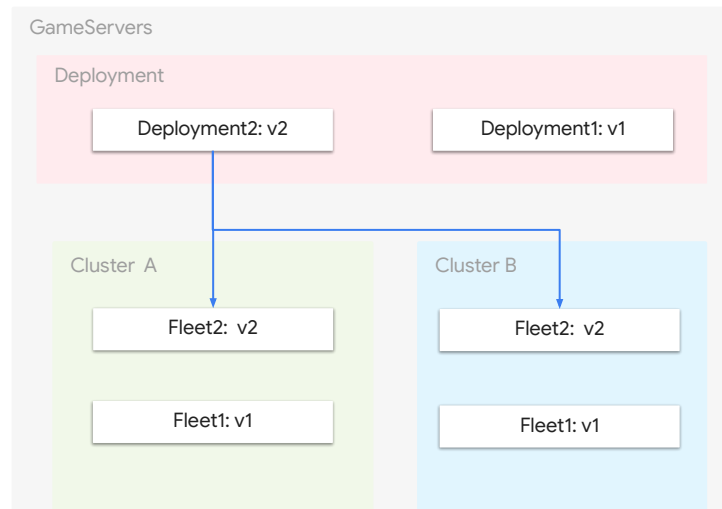 GameServers
Deployment
Deployment2: v2
Deployment1: v1
Cluster A
Fleet2: v2
Fleet1: v1
Cluster B
Fleet2: v2
Fleet1: v1